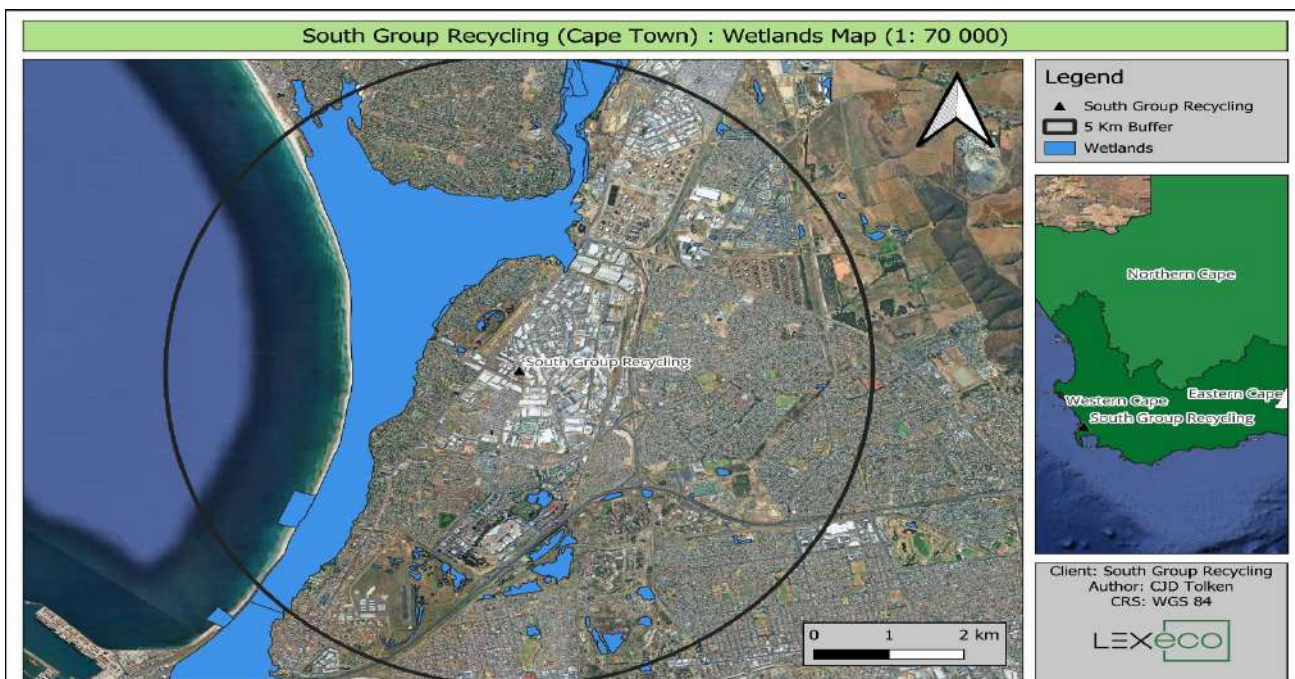 South Group Recycling (Cape Town) : Wetlands Map (1: 70 000)
South Group Recycling
0 1 2 km
Legend
South Group Recycling
5 Km Buffer
Wetlands
Northern Cape
Western Cape
Eastern Cape
South Group Recycling
Client: South Group Recycling
Author: CJD Tolken
CRS: WGS 84
LEXeco